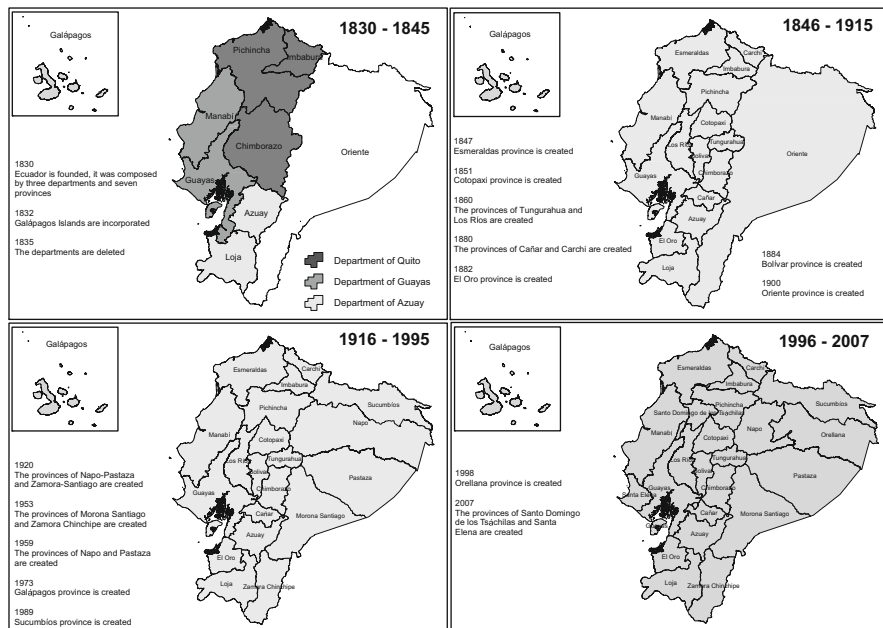 Galápagos
1830 - 1845
Pichincha
Imbabura
Manabí
Chimborazo
Oriente
Guayas
Azuay
Loja
1830
Ecuador is founded, it was composed
by three departments and seven
provinces
1832
Galápagos Islands are incorporated
1835
The departments are deleted
Department of Quito
Department of Guayas
Department of Azuay
Galápagos
1846 - 1915
Esmeraldas
Carchi
Imbabura
Pichincha
Manabí
Cotopaxi
Los Ríos
Tungurahua
Bolívar
Oriente
Guayas
Chimborazo
Cañar
Azuay
El Oro
Loja
1847
Esmeraldas province is created
1851
Cotopaxi province is created
1860
The provinces of Tungurahua and
Los Ríos are created
1880
The provinces of Cañar and Carchi are created
1882
El Oro province is created
1884
Bolívar province is created
1900
Oriente province is created
Galápagos
1916 - 1995
Esmeraldas
Carchi
Imbabura
Sucumbíos
Pichincha
Napo
Manabí
Cotopaxi
Los Ríos
Tungurahua
Bolívar
Pastaza
Guayas
Chimborazo
Cañar
Morona Santiago
Azuay
El Oro
Loja
Zamora Chinchipe
1920
The provinces of Napo-Pastaza
and Zamora-Santiago are created
1953
The provinces of Morona Santiago
and Zamora Chinchipe are created
1959
The provinces of Napo and Pastaza
are created
1973
Galápagos province is created
1989
Sucumbíos province is created
Galápagos
1996 - 2007
Esmeraldas
Carchi
Imbabura
Pichincha
Sucumbíos
Santo Domingo de los Tsáchilas
Manabí
Cotopaxi
Napo
Orellana
Los Ríos
Tungurahua
Bolívar
Pastaza
Guayas
Santa Elena
Chimborazo
Guayas
Cañar
Morona Santiago
Azuay
El Oro
Loja
Zamora Chinchipe
1998
Orellana province is created
2007
The provinces of Santo Domingo
de los Tsáchilas and Santa
Elena are created